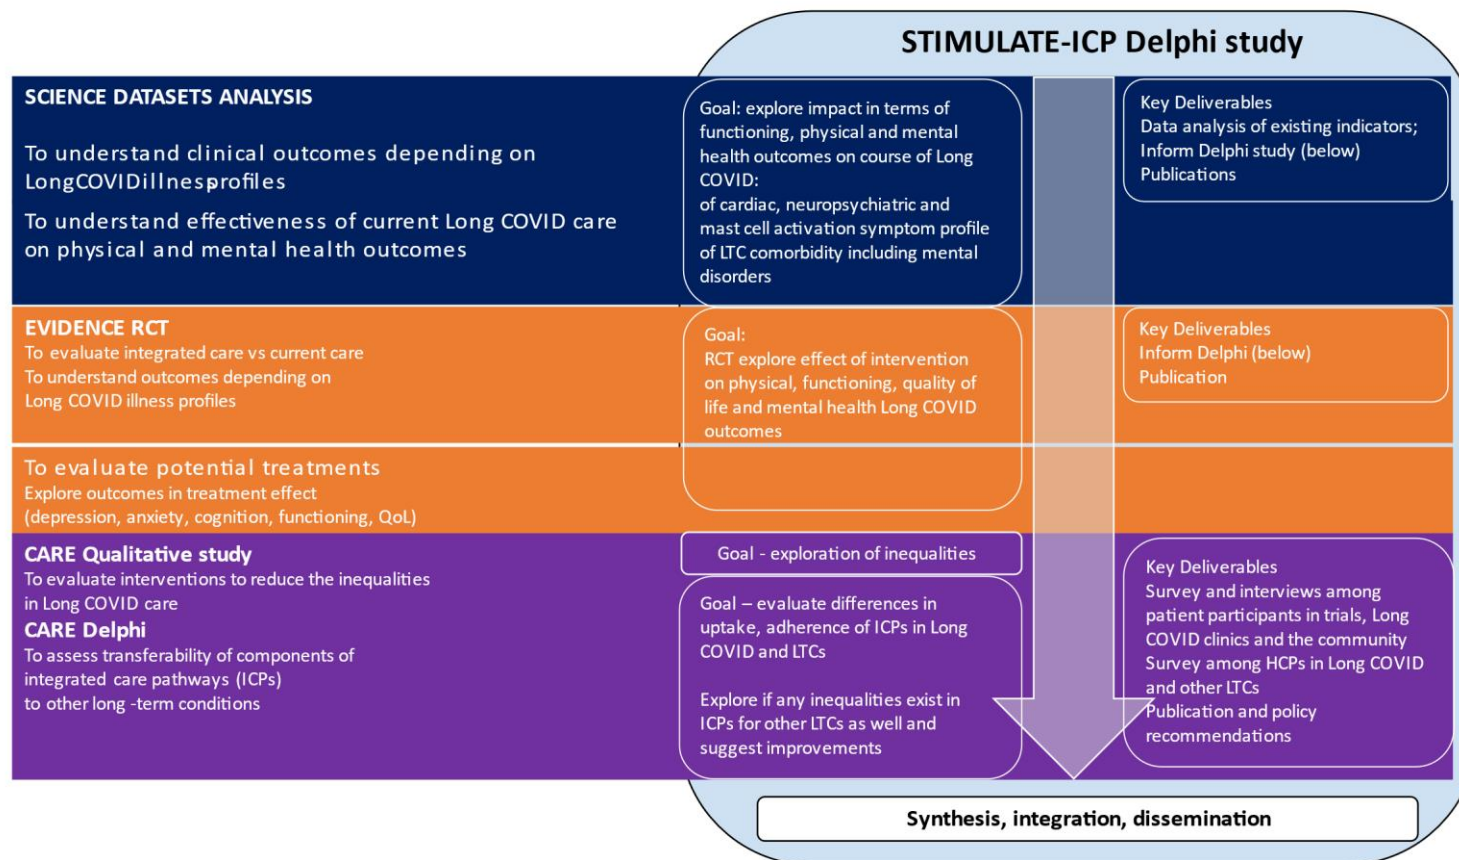 STIMULATE-ICP Delphi study
SCIENCE DATASETS ANALYSIS
To understand clinical outcomes depending on
LongCOVIDillnessprofiles
To understand effectiveness of current Long COVID care
on physical and mental health outcomes
Goal: explore impact in terms of
functioning, physical and mental
health outcomes on course of Long
COVID:
of cardiac, neuropsychiatric and
mast cell activation symptom profile
of LTC comorbidity including mental
disorders
Key Deliverables
Data analysis of existing indicators;
Inform Delphi study (below)
Publications
EVIDENCE RCT
To evaluate integrated care vs current care
To understand outcomes depending on
Long COVID illness profiles
Goal:
RCT explore effect of intervention
on physical, functioning, quality of
life and mental health Long COVID
outcomes
Key Deliverables
Inform Delphi (below)
Publication
To evaluate potential treatments
Explore outcomes in treatment effect
(depression, anxiety, cognition, functioning, QoL)
CARE Qualitative study
To evaluate interventions to reduce the inequalities
in Long COVID care
CARE Delphi
To assess transferability of components of
integrated care pathways (ICPs)
to other long -term conditions
Goal - exploration of inequalities
Goal – evaluate differences in
uptake, adherence of ICPs in Long
COVID and LTCs
Explore if any inequalities exist in
ICPs for other LTCs as well and
suggest improvements
Key Deliverables
Survey and interviews among
patient participants in trials, Long
COVID clinics and the community
Survey among HCPs in Long COVID
and other LTCs
Publication and policy
recommendations
Synthesis, integration, dissemination